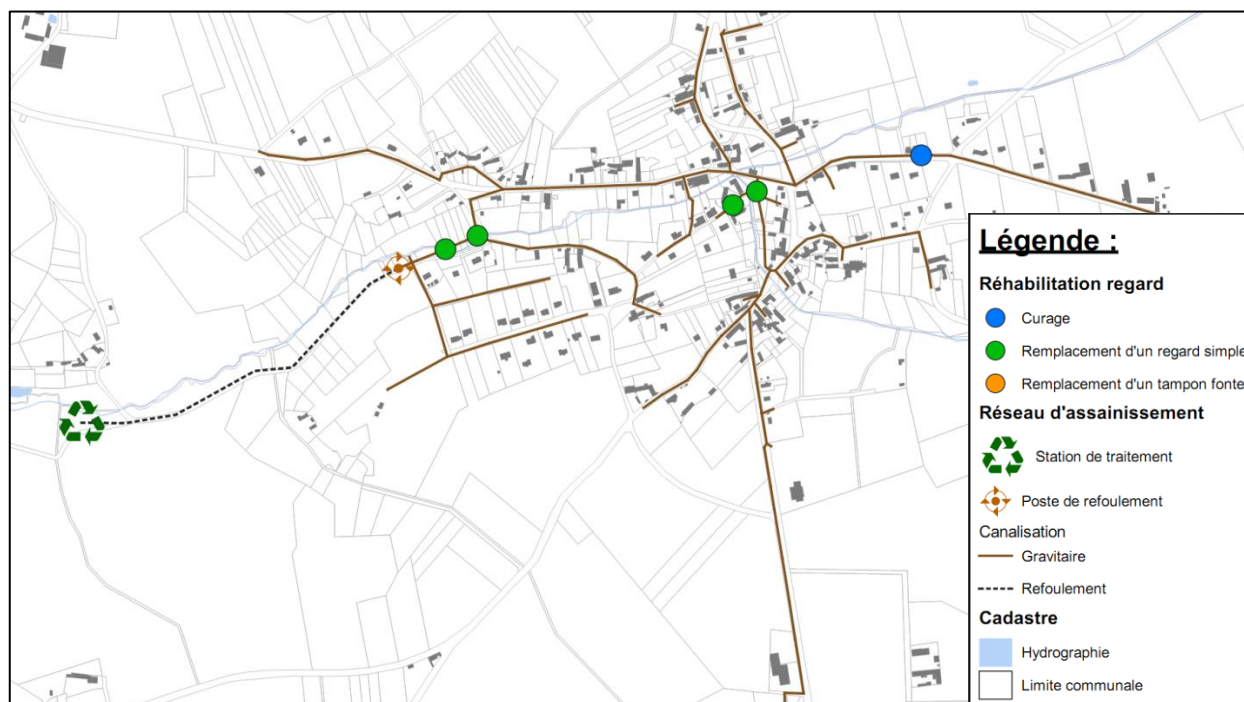 Légende :
Réhabilitation regard
Curage
Remplacement d'un regard simple
Remplacement d'un tampon fonte
Réseau d'assainissement
Station de traitement
Poste de refoulement
Canalisation
Gravitaire
Refoulement
Cadastre
Hydrographie
Limite communale